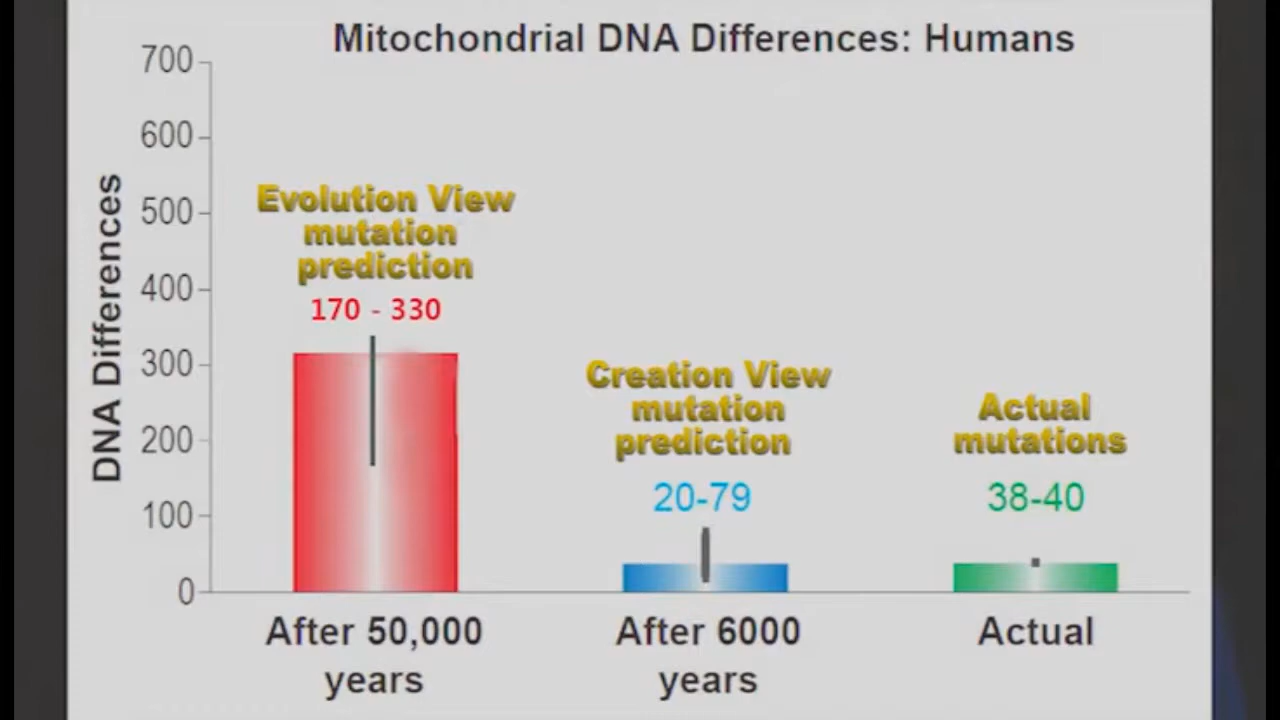 Mitochondrial DNA Differences: Humans
DNA Differences
700
600
500
400
300
200
100
0
Evolution View
mutation
prediction
170 - 330
Creation View
mutation
prediction
20-79
Actual
mutations
38-40
After 50,000
years
After 6000
years
Actual